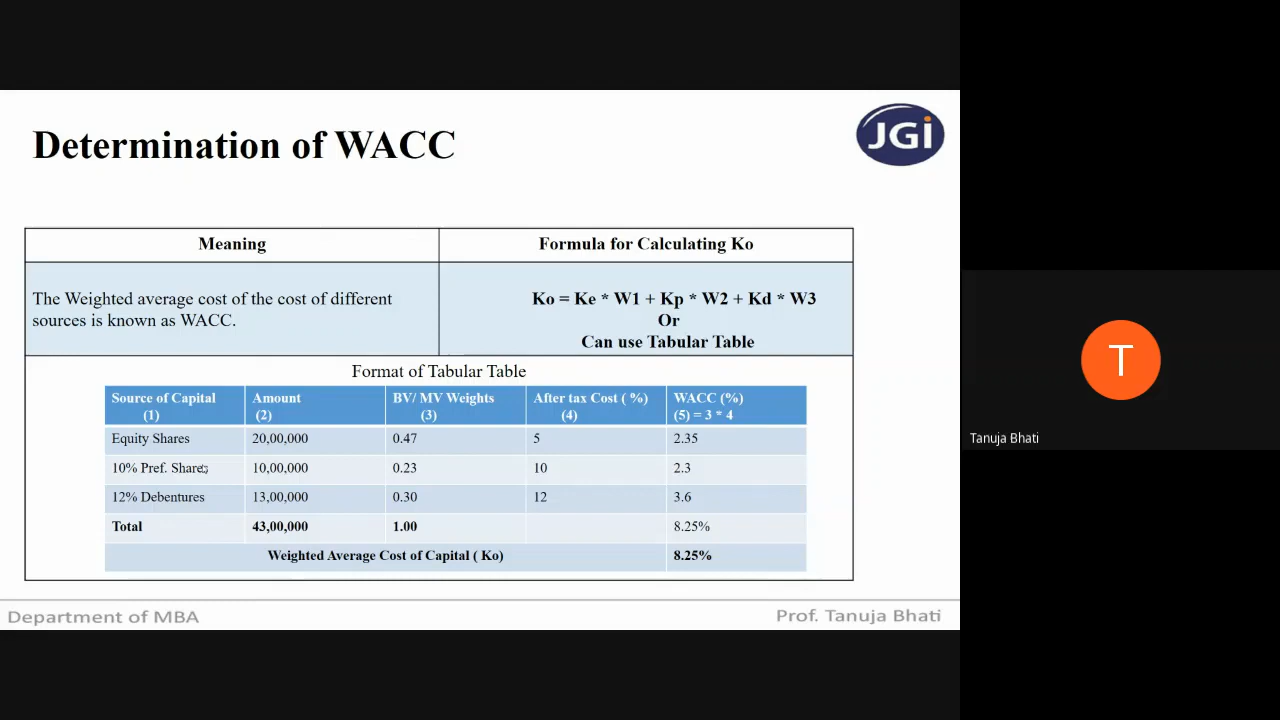 Determination of WACC
JGi
Meaning
Formula for Calculating Ko
The Weighted average cost of the cost of different
sources is known as WACC.
Ko = Ke * W1 + Kp * W2 + Kd * W3
Or
Can use Tabular Table
Format of Tabular Table
Source of Capital (1) Amount (2) BV/ MV Weights (3) After tax Cost ( %) (4) WACC (%) (5) = 3 * 4
Equity Shares 20,00,000 0.47 5 2.35
10% Pref. Shares 10,00,000 0.23 10 2.3
12% Debentures 13,00,000 0.30 12 3.6
Total 43,00,000 1.00 8.25%
Weighted Average Cost of Capital ( Ko) 8.25%
Department of MBA
Prof. Tanuja Bhati
T
Tanuja Bhati